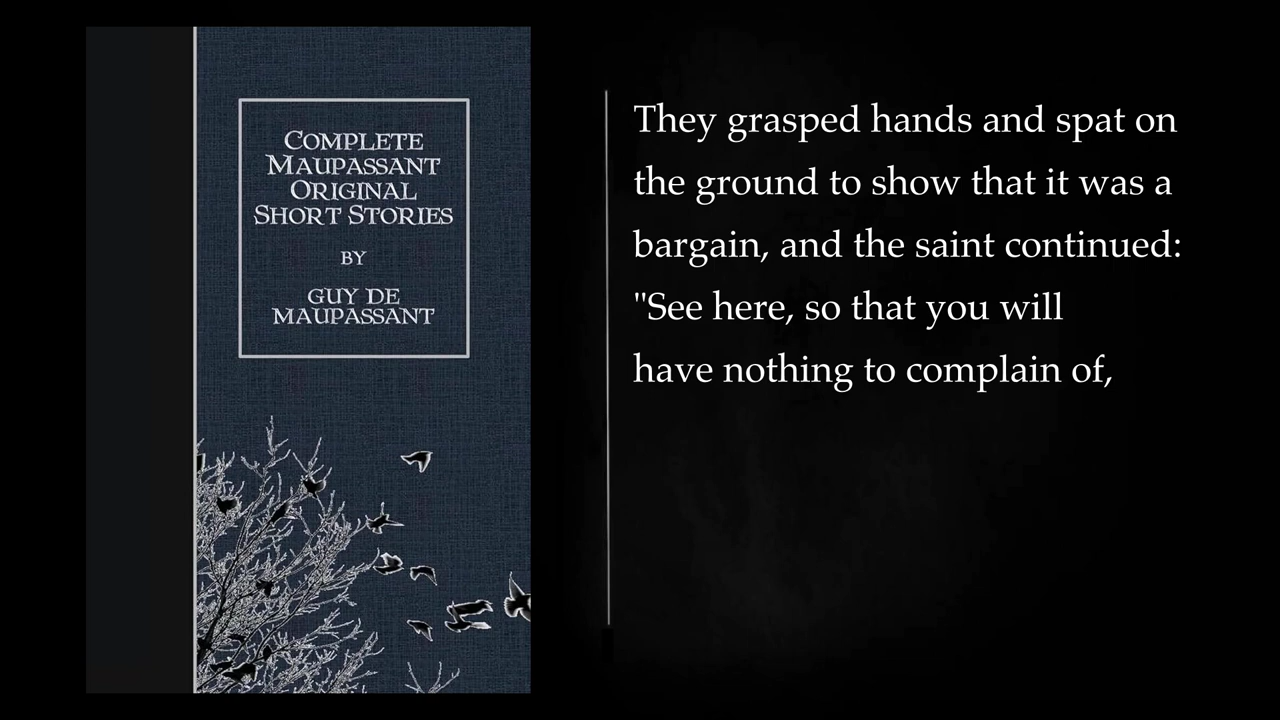 COMPLETE
MAUPASSANT
ORIGINAL
SHORT STORIES
BY
GUY DE
MAUPASSANT
They grasped hands and spat on
the ground to show that it was a
bargain, and the saint continued:
"See here, so that you will
have nothing to complain of,